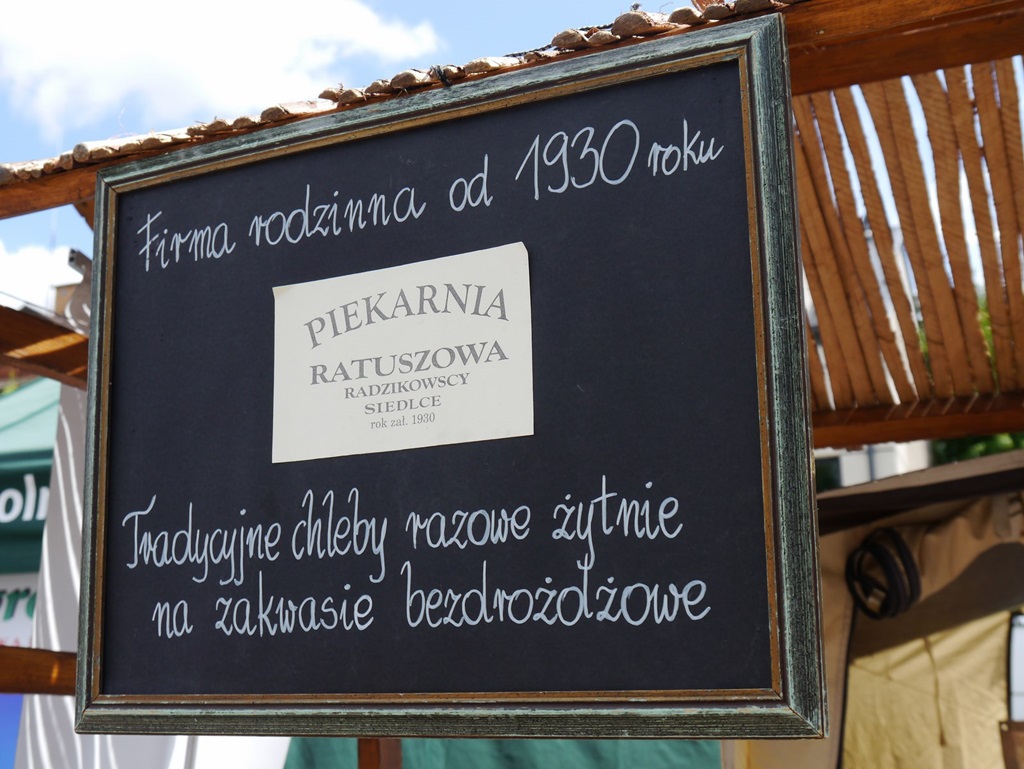 Firma rodzinna od 1930 roku
PIEKARNIA
RATUSZOWA
RADZIKOWSCY
SIEDLCE
rok zał. 1930
Tradycyjne chleby razowe żytnie
na zakwasie bezdrożdżowe